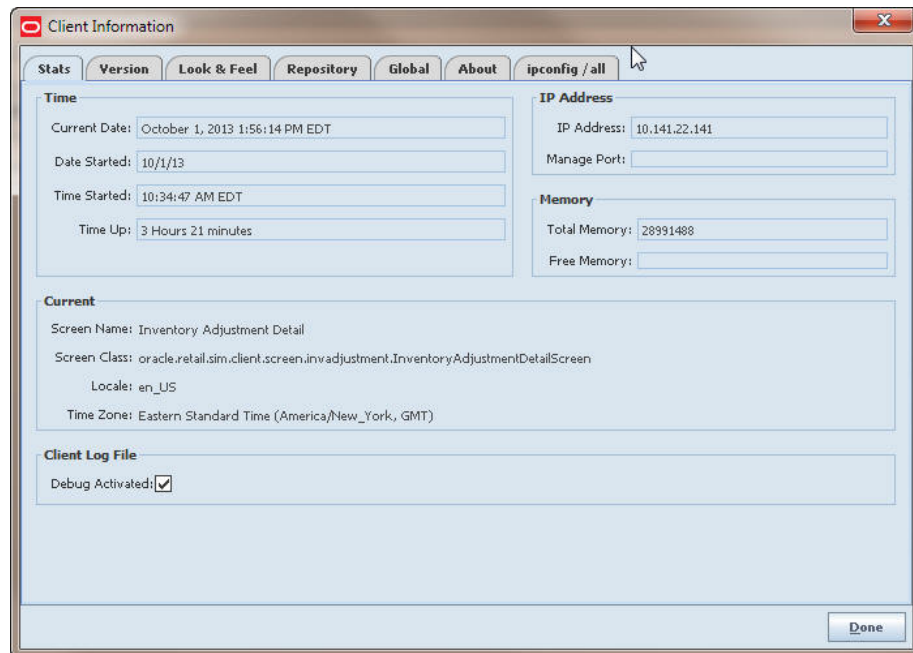 Client Information
Stats Version Look & Feel Repository Global About ipconfig / all
Time
Current Date: October 1, 2013 1:56:14 PM EDT
Date Started: 10/1/13
Time Started: 10:34:47 AM EDT
Time Up: 3 Hours 21 minutes
IP Address
IP Address: 10.141.22.141
Manage Port:
Memory
Total Memory: 28991488
Free Memory:
Current
Screen Name: Inventory Adjustment Detail
Screen Class: oracle.retail.sim.client.screen.invadjustment.InventoryAdjustmentDetailScreen
Locale: en_US
Time Zone: Eastern Standard Time (America/New_York, GMT)
Client Log File
Debug Activated:
Done